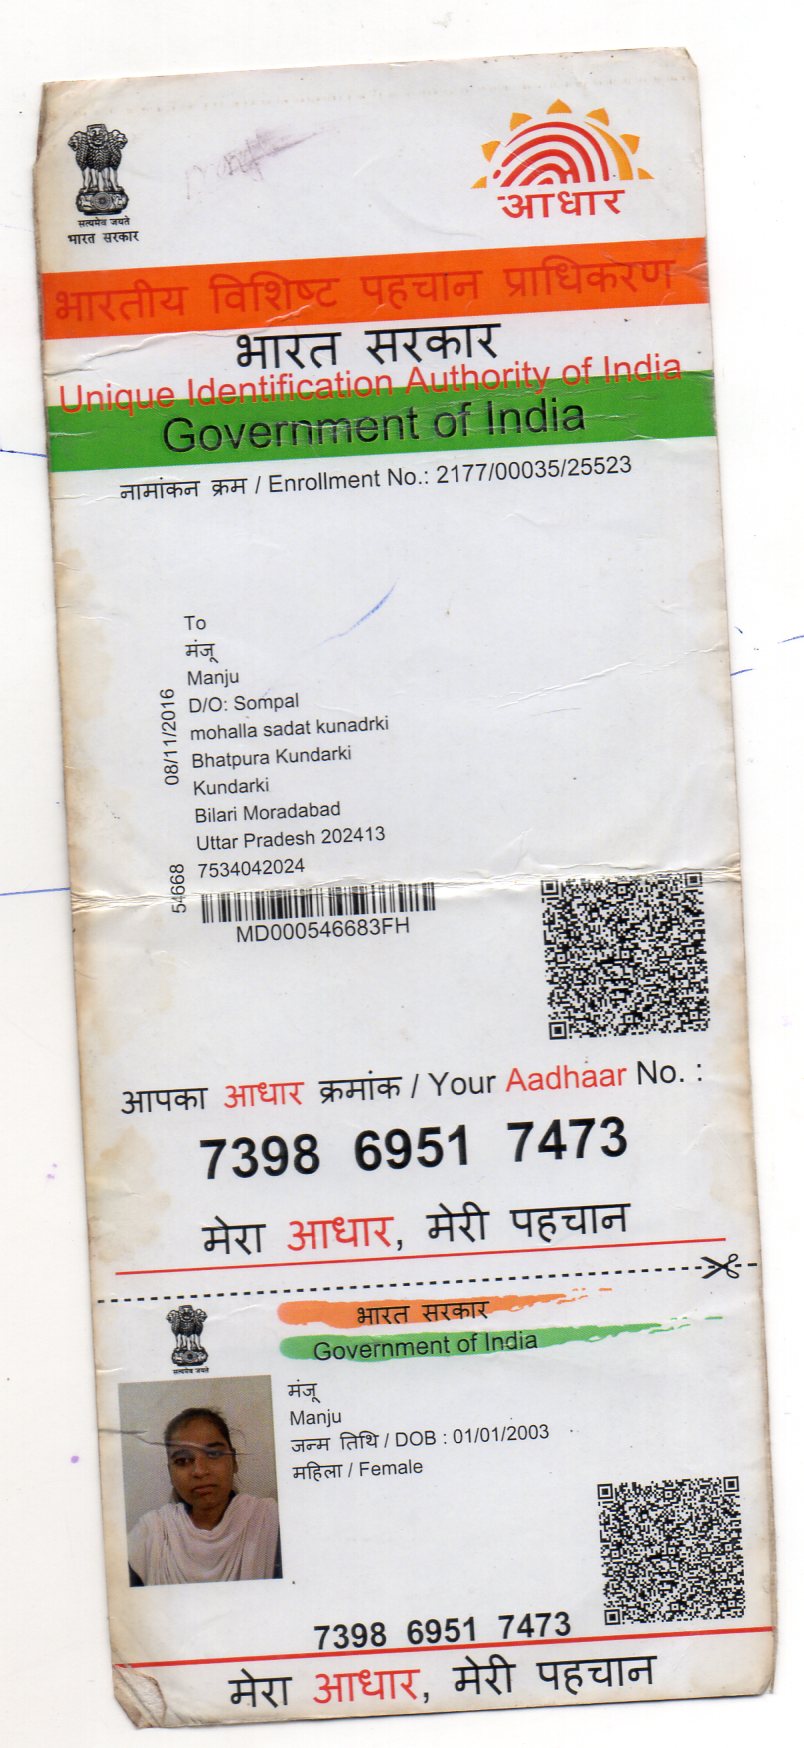 आधार
सत्यमेव जयते
भारत सरकार
भारतीय विशिष्ट पहचान प्राधिकरण
भारत सरकार
Unique Identification Authority of India
Government of India
नामांकन क्रम / Enrollment No.: 2177/00035/25523
To
मंजू
Manju
D/O: Sompal
mohalla sadat kunadrki
Bhatpura Kundarki
Kundarki
Bilari Moradabad
Uttar Pradesh 202413
7534042024
08/11/2016
54668
MD000546683FH
आपका आधार क्रमांक / Your Aadhaar No. :
7398 6951 7473
मेरा आधार, मेरी पहचान
भारत सरकार
Government of India
सत्यमेव जयते
मंजू
Manju
जन्म तिथि / DOB : 01/01/2003
महिला / Female
7398 6951 7473
मेरा आधार, मेरी पहचान